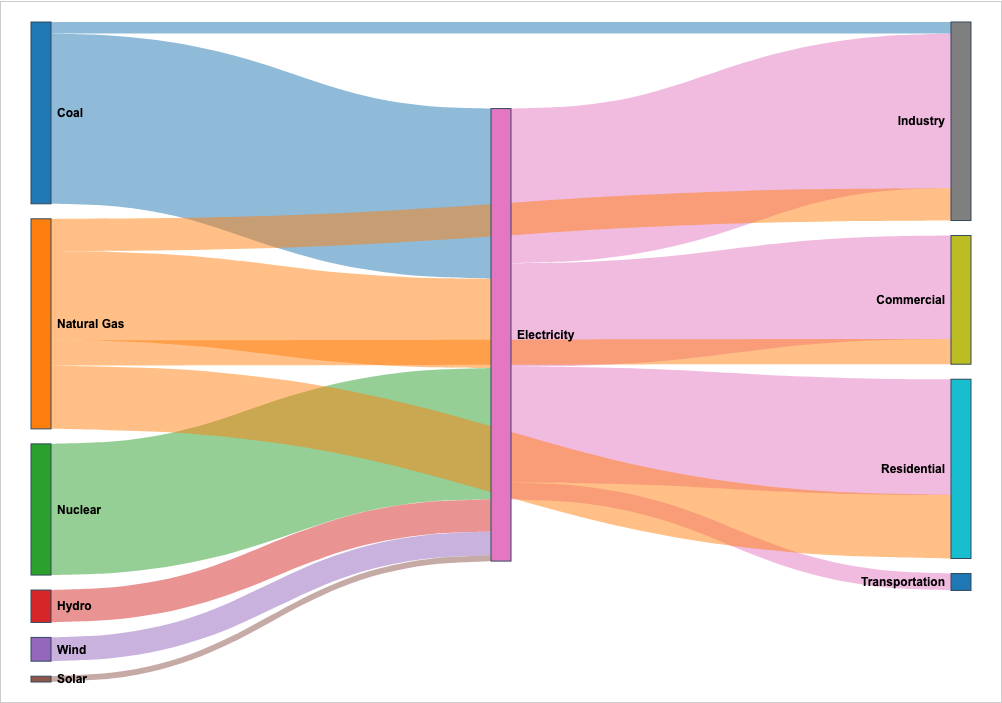 Coal
Natural Gas
Nuclear
Hydro
Wind
Solar
Electricity
Industry
Commercial
Residential
Transportation